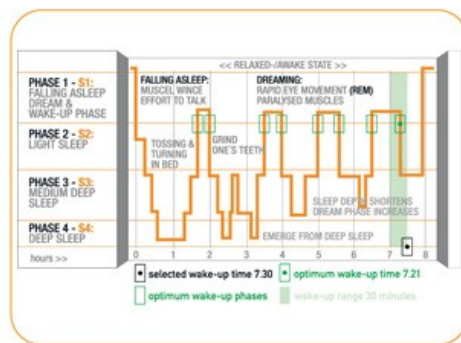 << RELAXED-/AWAKE STATE >>
PHASE 1 - S1:
FALLING ASLEEP
DREAM &
WAKE-UP PHASE
FALLING ASLEEP:
MUSCEL WINCE
EFFORT TO TALK
DREAMING:
RAPID EYE MOVEMENT (REM)
PARALYSED MUSCLES
PHASE 2 - S2:
LIGHT SLEEP
TOSSING &
TURNING
IN BED
GRIND
ONE'S TEETH
PHASE 3 - S3:
MEDIUM DEEP
SLEEP
SLEEP DEPTH SHORTENS
DREAM PHASE INCREASES
PHASE 4 - S4:
DEEP SLEEP
EMERGE FROM DEEP SLEEP
hours >>
0 1 2 3 4 5 6 7 8
selected wake-up time 7.30
optimum wake-up time 7.21
optimum wake-up phases
wake-up range 30 minutes